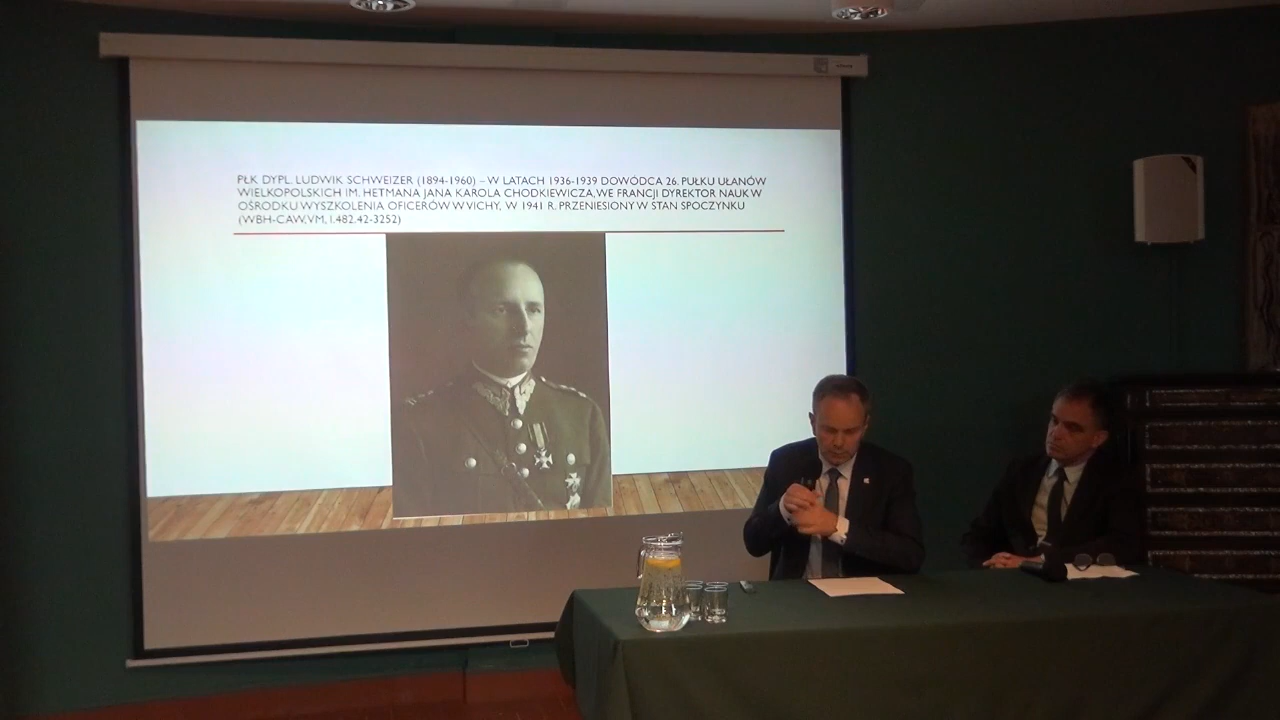 PŁK DYPL. LUDWIK SCHWEIZER (1894-1960) – W LATACH 1936-1939 DOWÓDCA 26. PUŁKU UŁANÓW
WIELKOPOLSKICH IM. HETMANA JANA KAROLA CHODKIEWICZA, WE FRANCJI DYREKTOR NAUK W
OŚRODKU WYSZKOLENIA OFICERÓW W VICHY, W 1941 R. PRZENIESIONY W STAN SPOCZYNKU
(WBH-CAW, VM, I.482.42-3252)